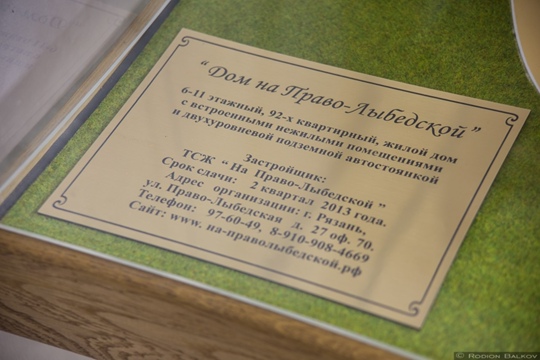 “Дом на Право-Лыбедской”
6-11 этажный, 92-х квартирный, жилой дом
с встроенными нежилыми помещениями
и двухуровневой подземной автостоянкой
Застройщик:
ТСЖ “ На Право-Лыбедской ”
Срок сдачи: 2 квартал 2013 года.
Адрес организации: г. Рязань,
ул. Право-Лыбедская д. 27 оф. 70.
Телефон: 97-60-49, 8-910-908-4669
Сайт: www. на-праволыбедской.рф
© Rodion Balkov